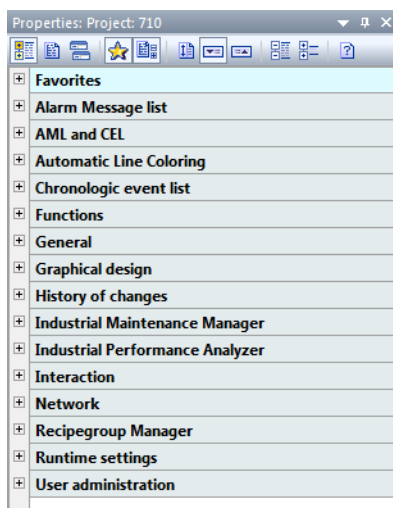 Properties: Project: 710
Favorites
Alarm Message list
AML and CEL
Automatic Line Coloring
Chronologic event list
Functions
General
Graphical design
History of changes
Industrial Maintenance Manager
Industrial Performance Analyzer
Interaction
Network
Recipegroup Manager
Runtime settings
User administration